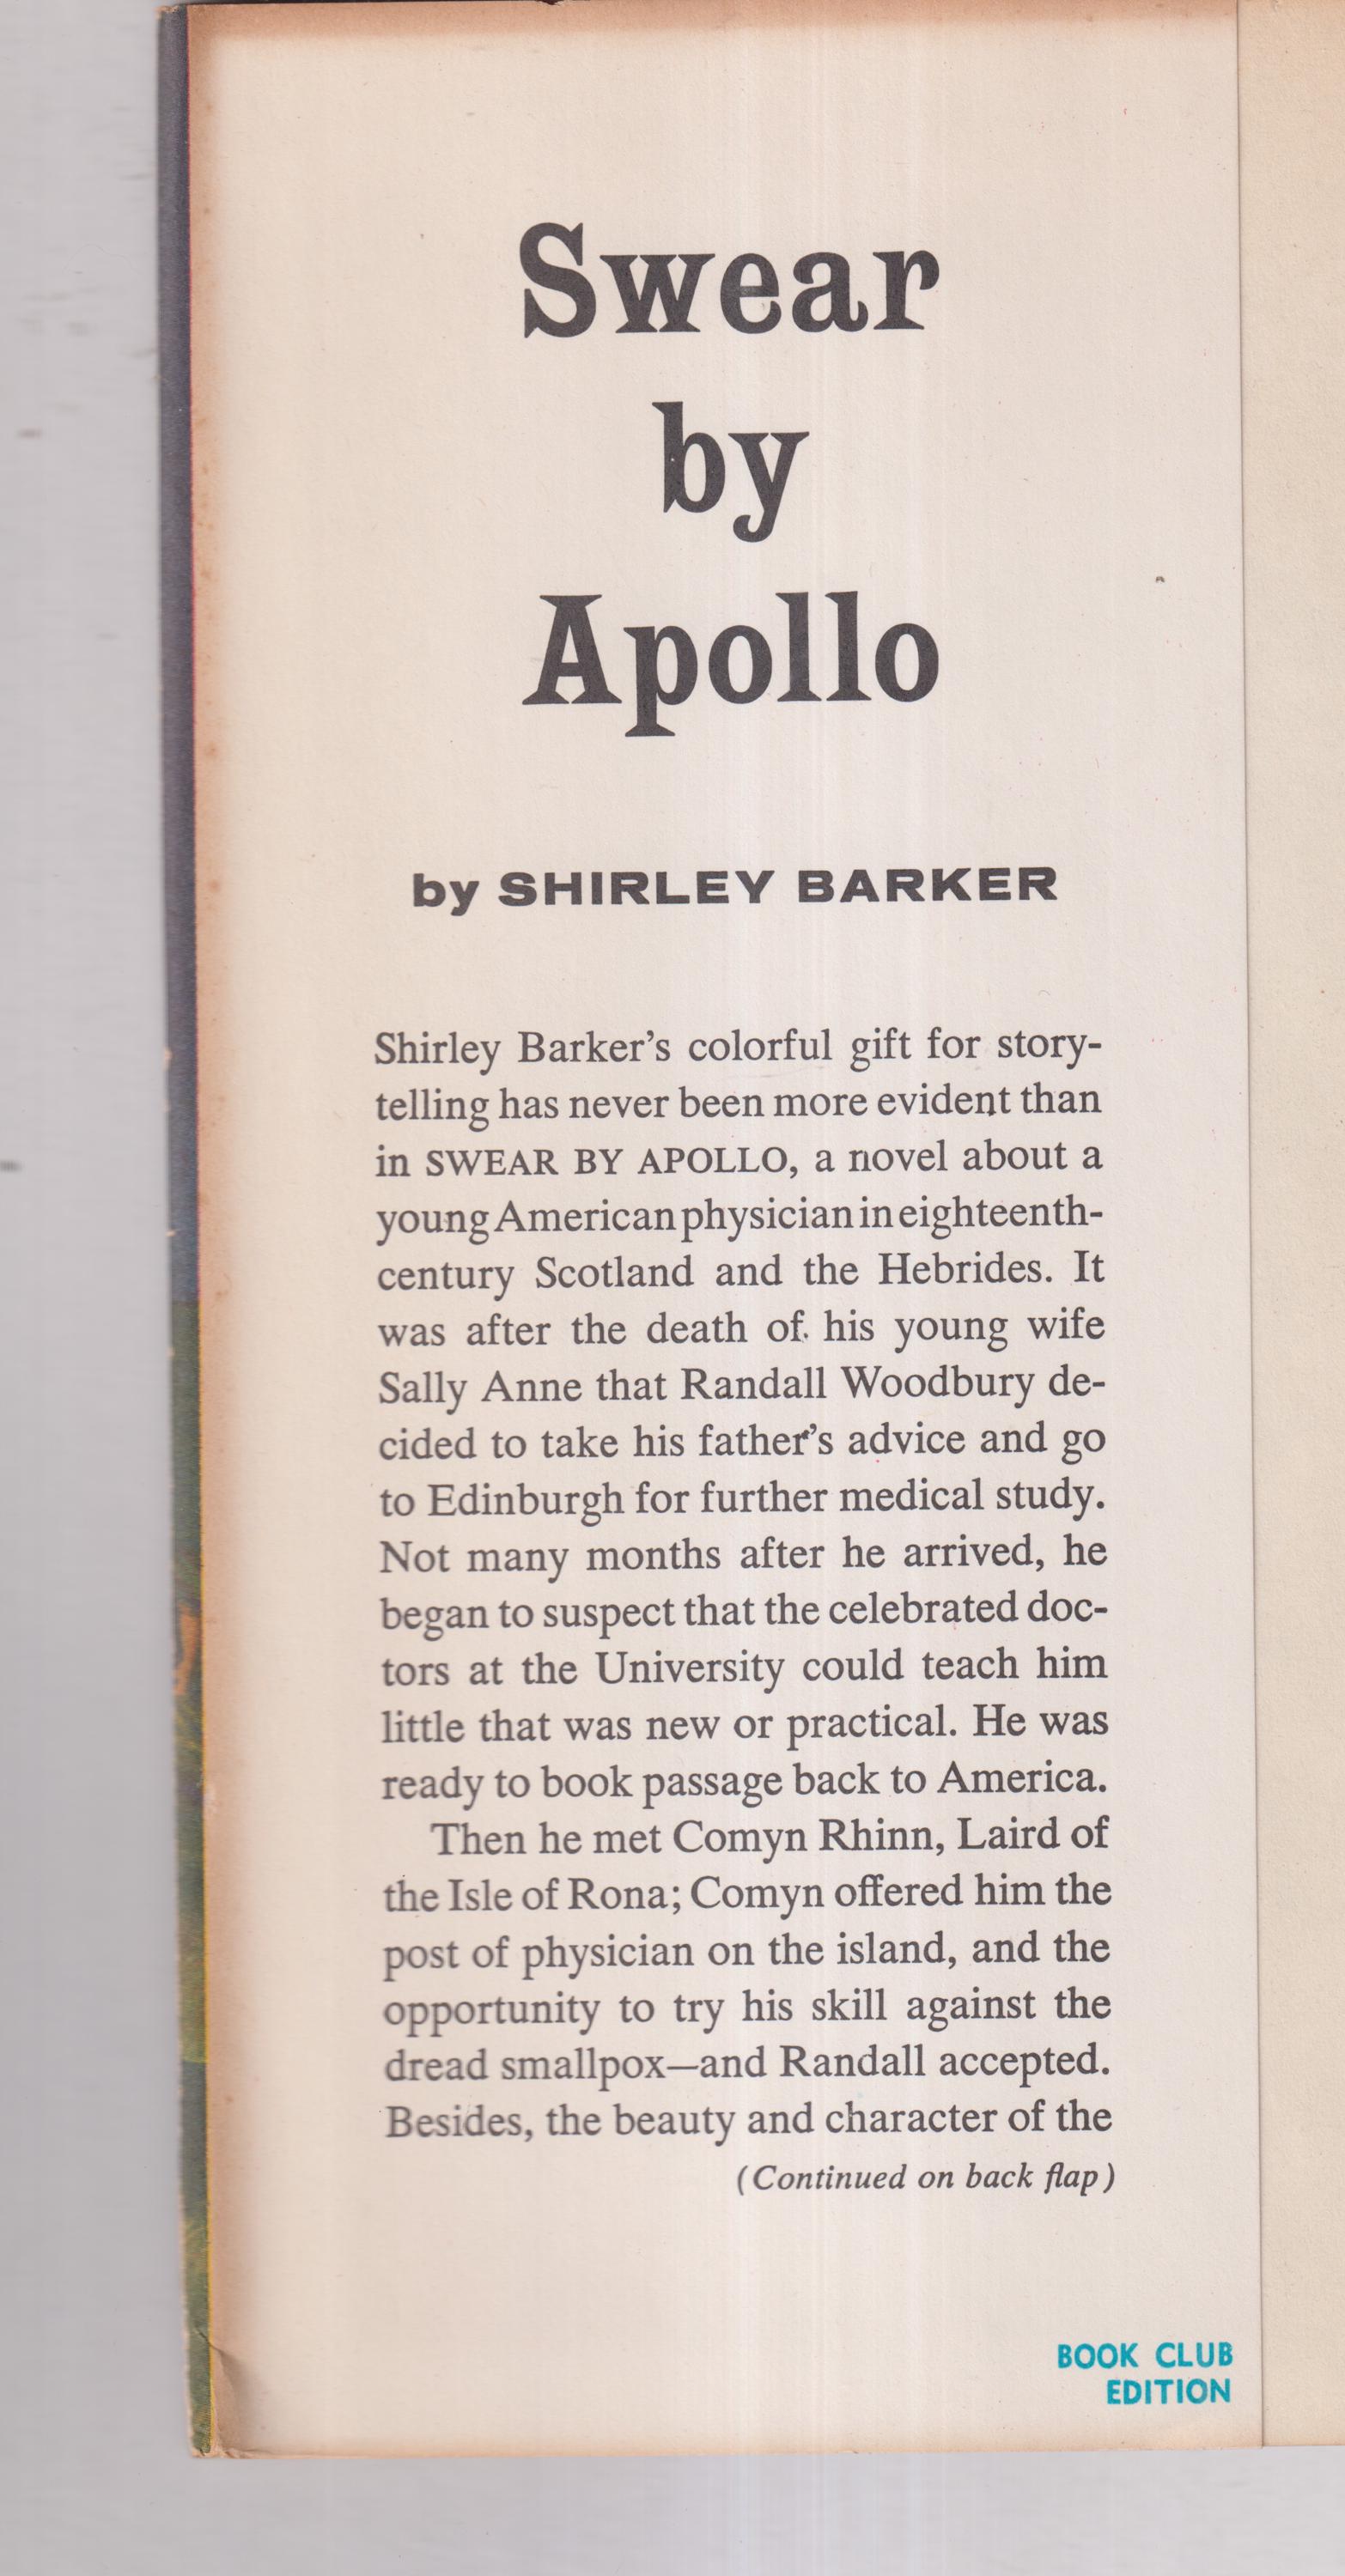 Swear
by
Apollo
by SHIRLEY BARKER
Shirley Barker's colorful gift for story-
telling has never been more evident than
in SWEAR BY APOLLO, a novel about a
young American physician in eighteenth-
century Scotland and the Hebrides. It
was after the death of his young wife
Sally Anne that Randall Woodbury de-
cided to take his father's advice and go
to Edinburgh for further medical study.
Not many months after he arrived, he
began to suspect that the celebrated doc-
tors at the University could teach him
little that was new or practical. He was
ready to book passage back to America.
Then he met Comyn Rhinn, Laird of
the Isle of Rona; Comyn offered him the
post of physician on the island, and the
opportunity to try his skill against the
dread smallpox—and Randall accepted.
Besides, the beauty and character of the
(Continued on back flap)
BOOK CLUB
EDITION